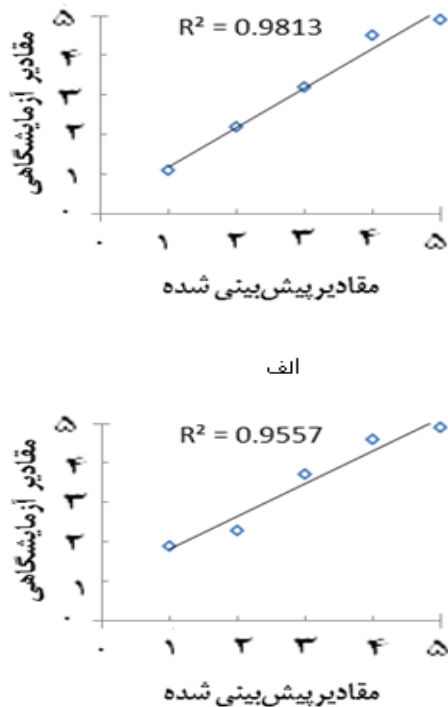 R² = 0.9813
مقادیر آزمایشگاهی
۵
۴
۳
۲
۱
۰
۰ ۱ ۲ ۳ ۴ ۵
مقادیر پیش‌بینی شده
الف
R² = 0.9557
مقادیر آزمایشگاهی
۵
۴
۳
۲
۱
۰
۰ ۱ ۲ ۳ ۴ ۵
مقادیر پیش‌بینی شده